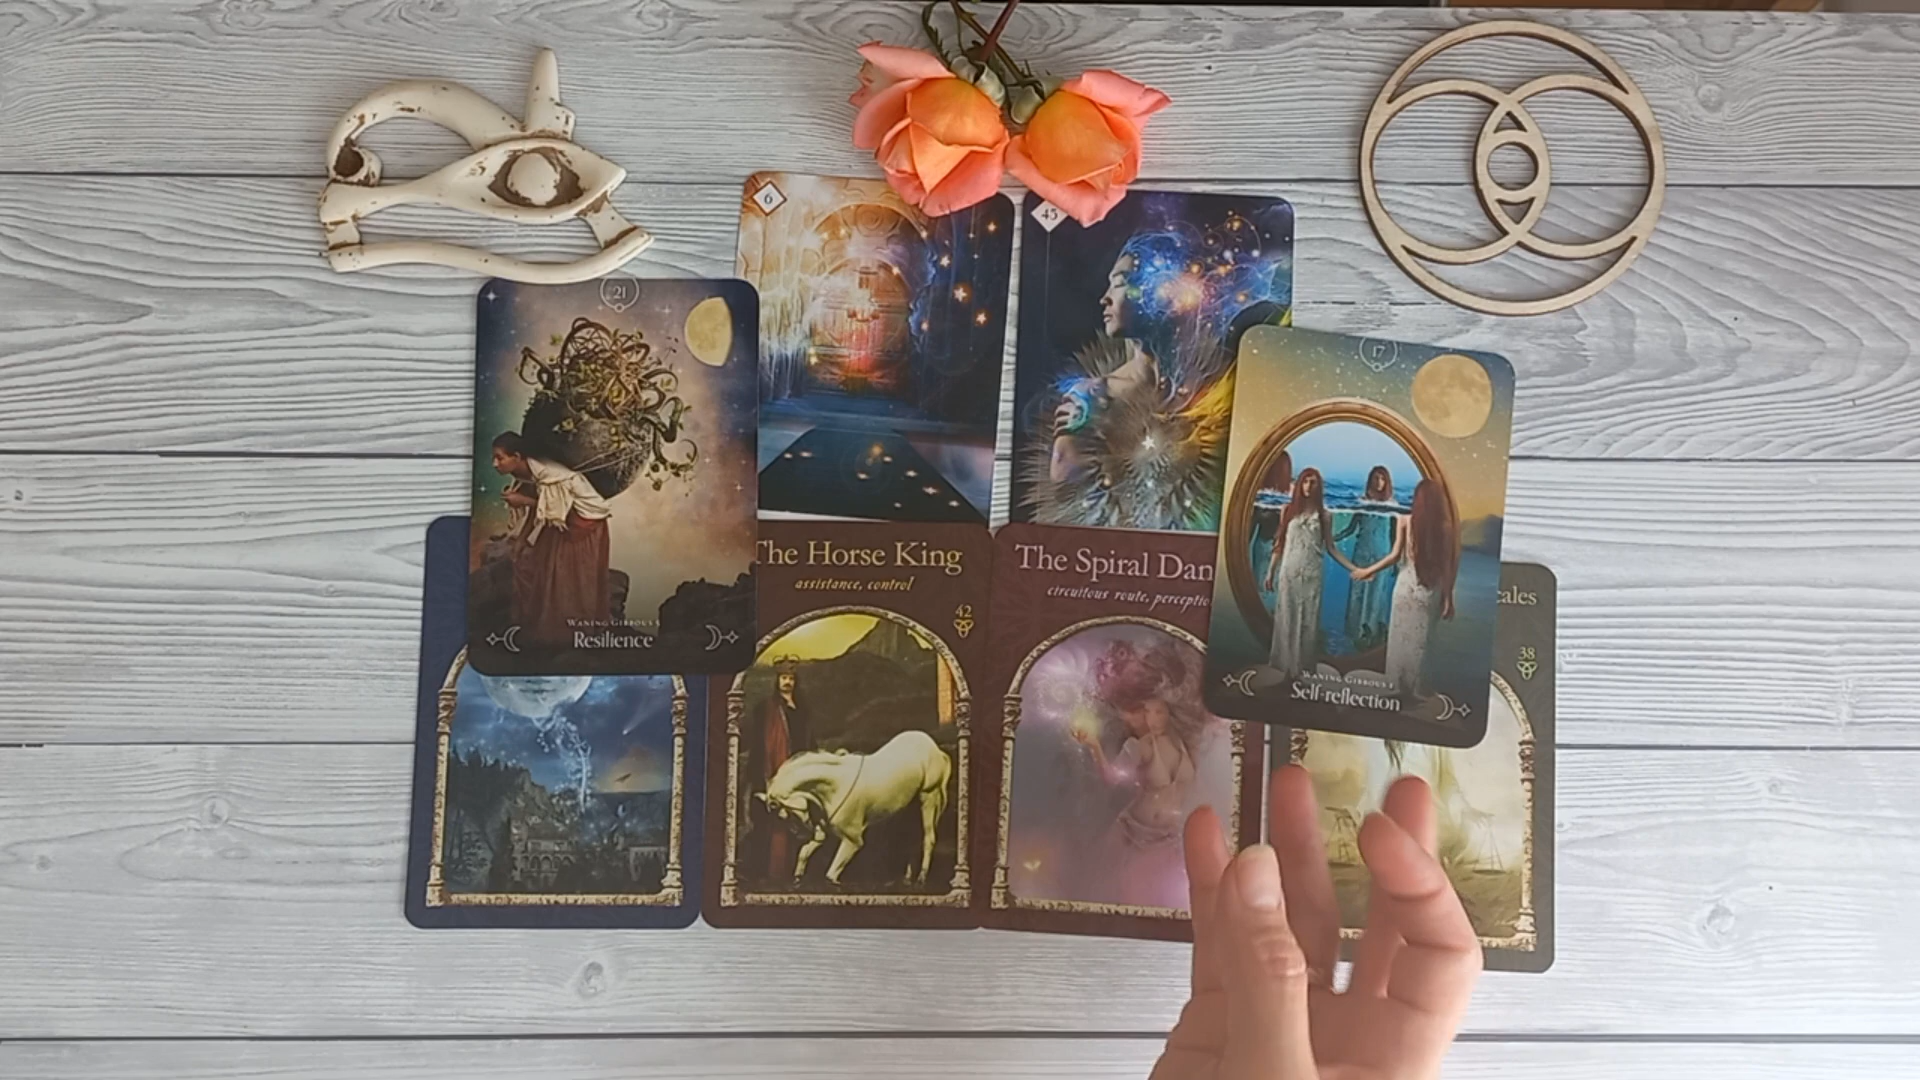 6
45
21
WANING GIBBOUS
Resilience
17
WANING GIBBOUS
Self-reflection
The Horse King
assistance, control
42
The Spiral Dan
circuitous route, perceptio
cales
38